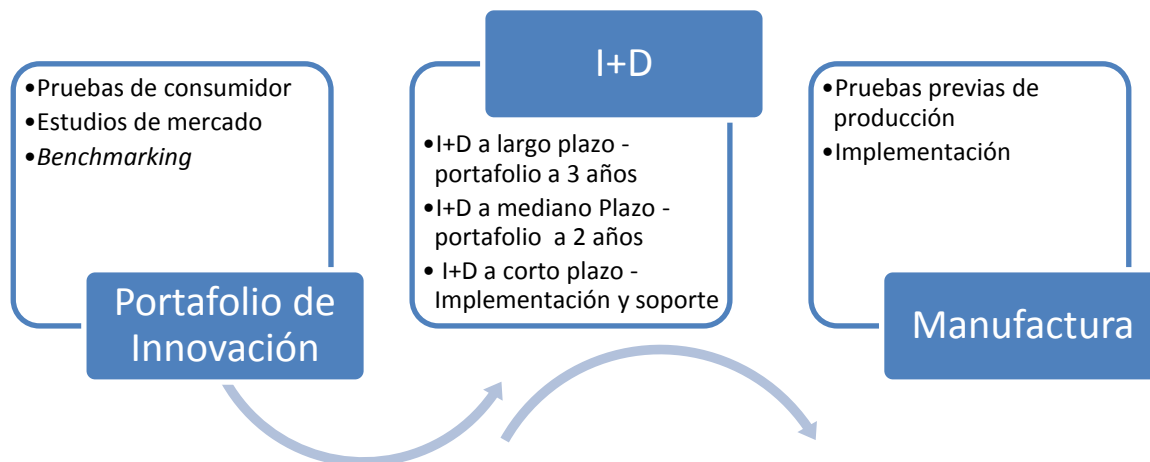 •Pruebas de consumidor
•Estudios de mercado
•Benchmarking
Portafolio de
Innovación
I+D
•I+D a largo plazo -
portafolio a 3 años
•I+D a mediano Plazo -
portafolio a 2 años
• I+D a corto plazo -
Implementación y soporte
•Pruebas previas de
producción
•Implementación
Manufactura